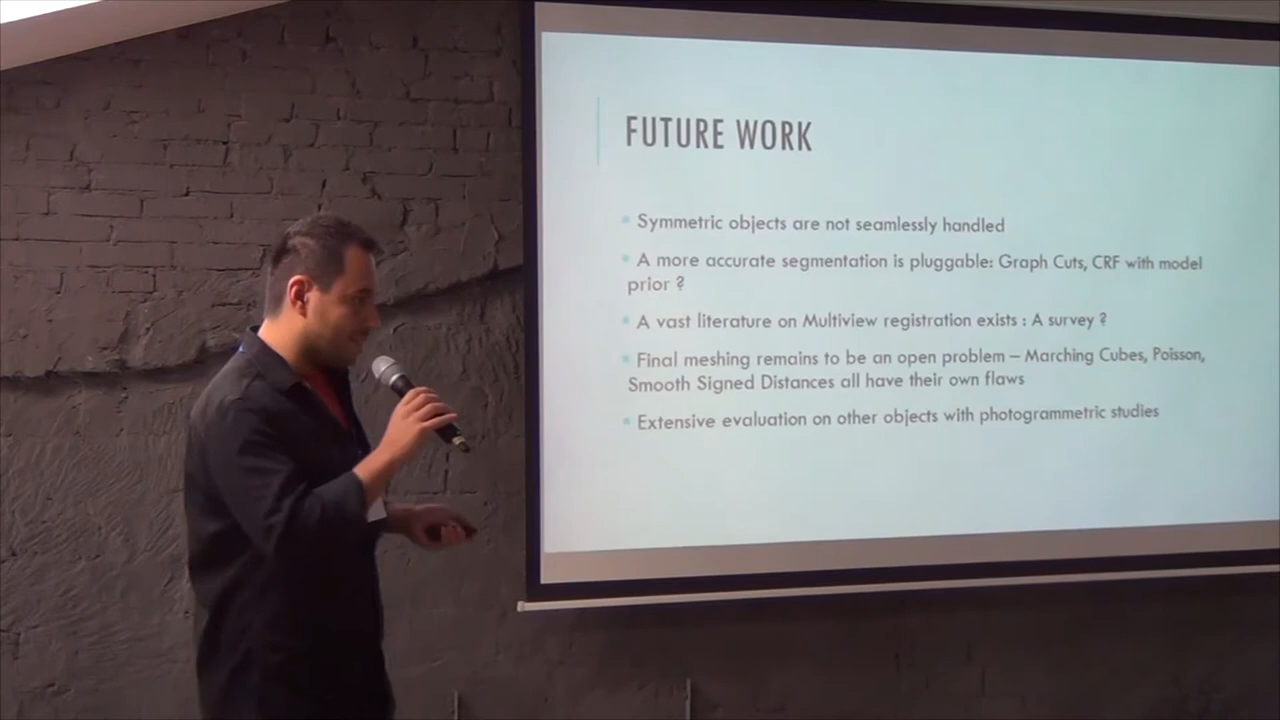 FUTURE WORK
Symmetric objects are not seamlessly handled
A more accurate segmentation is pluggable: Graph Cuts, CRF with model
prior ?
A vast literature on Multiview registration exists : A survey ?
Final meshing remains to be an open problem – Marching Cubes, Poisson,
Smooth Signed Distances all have their own flaws
Extensive evaluation on other objects with photogrammetric studies